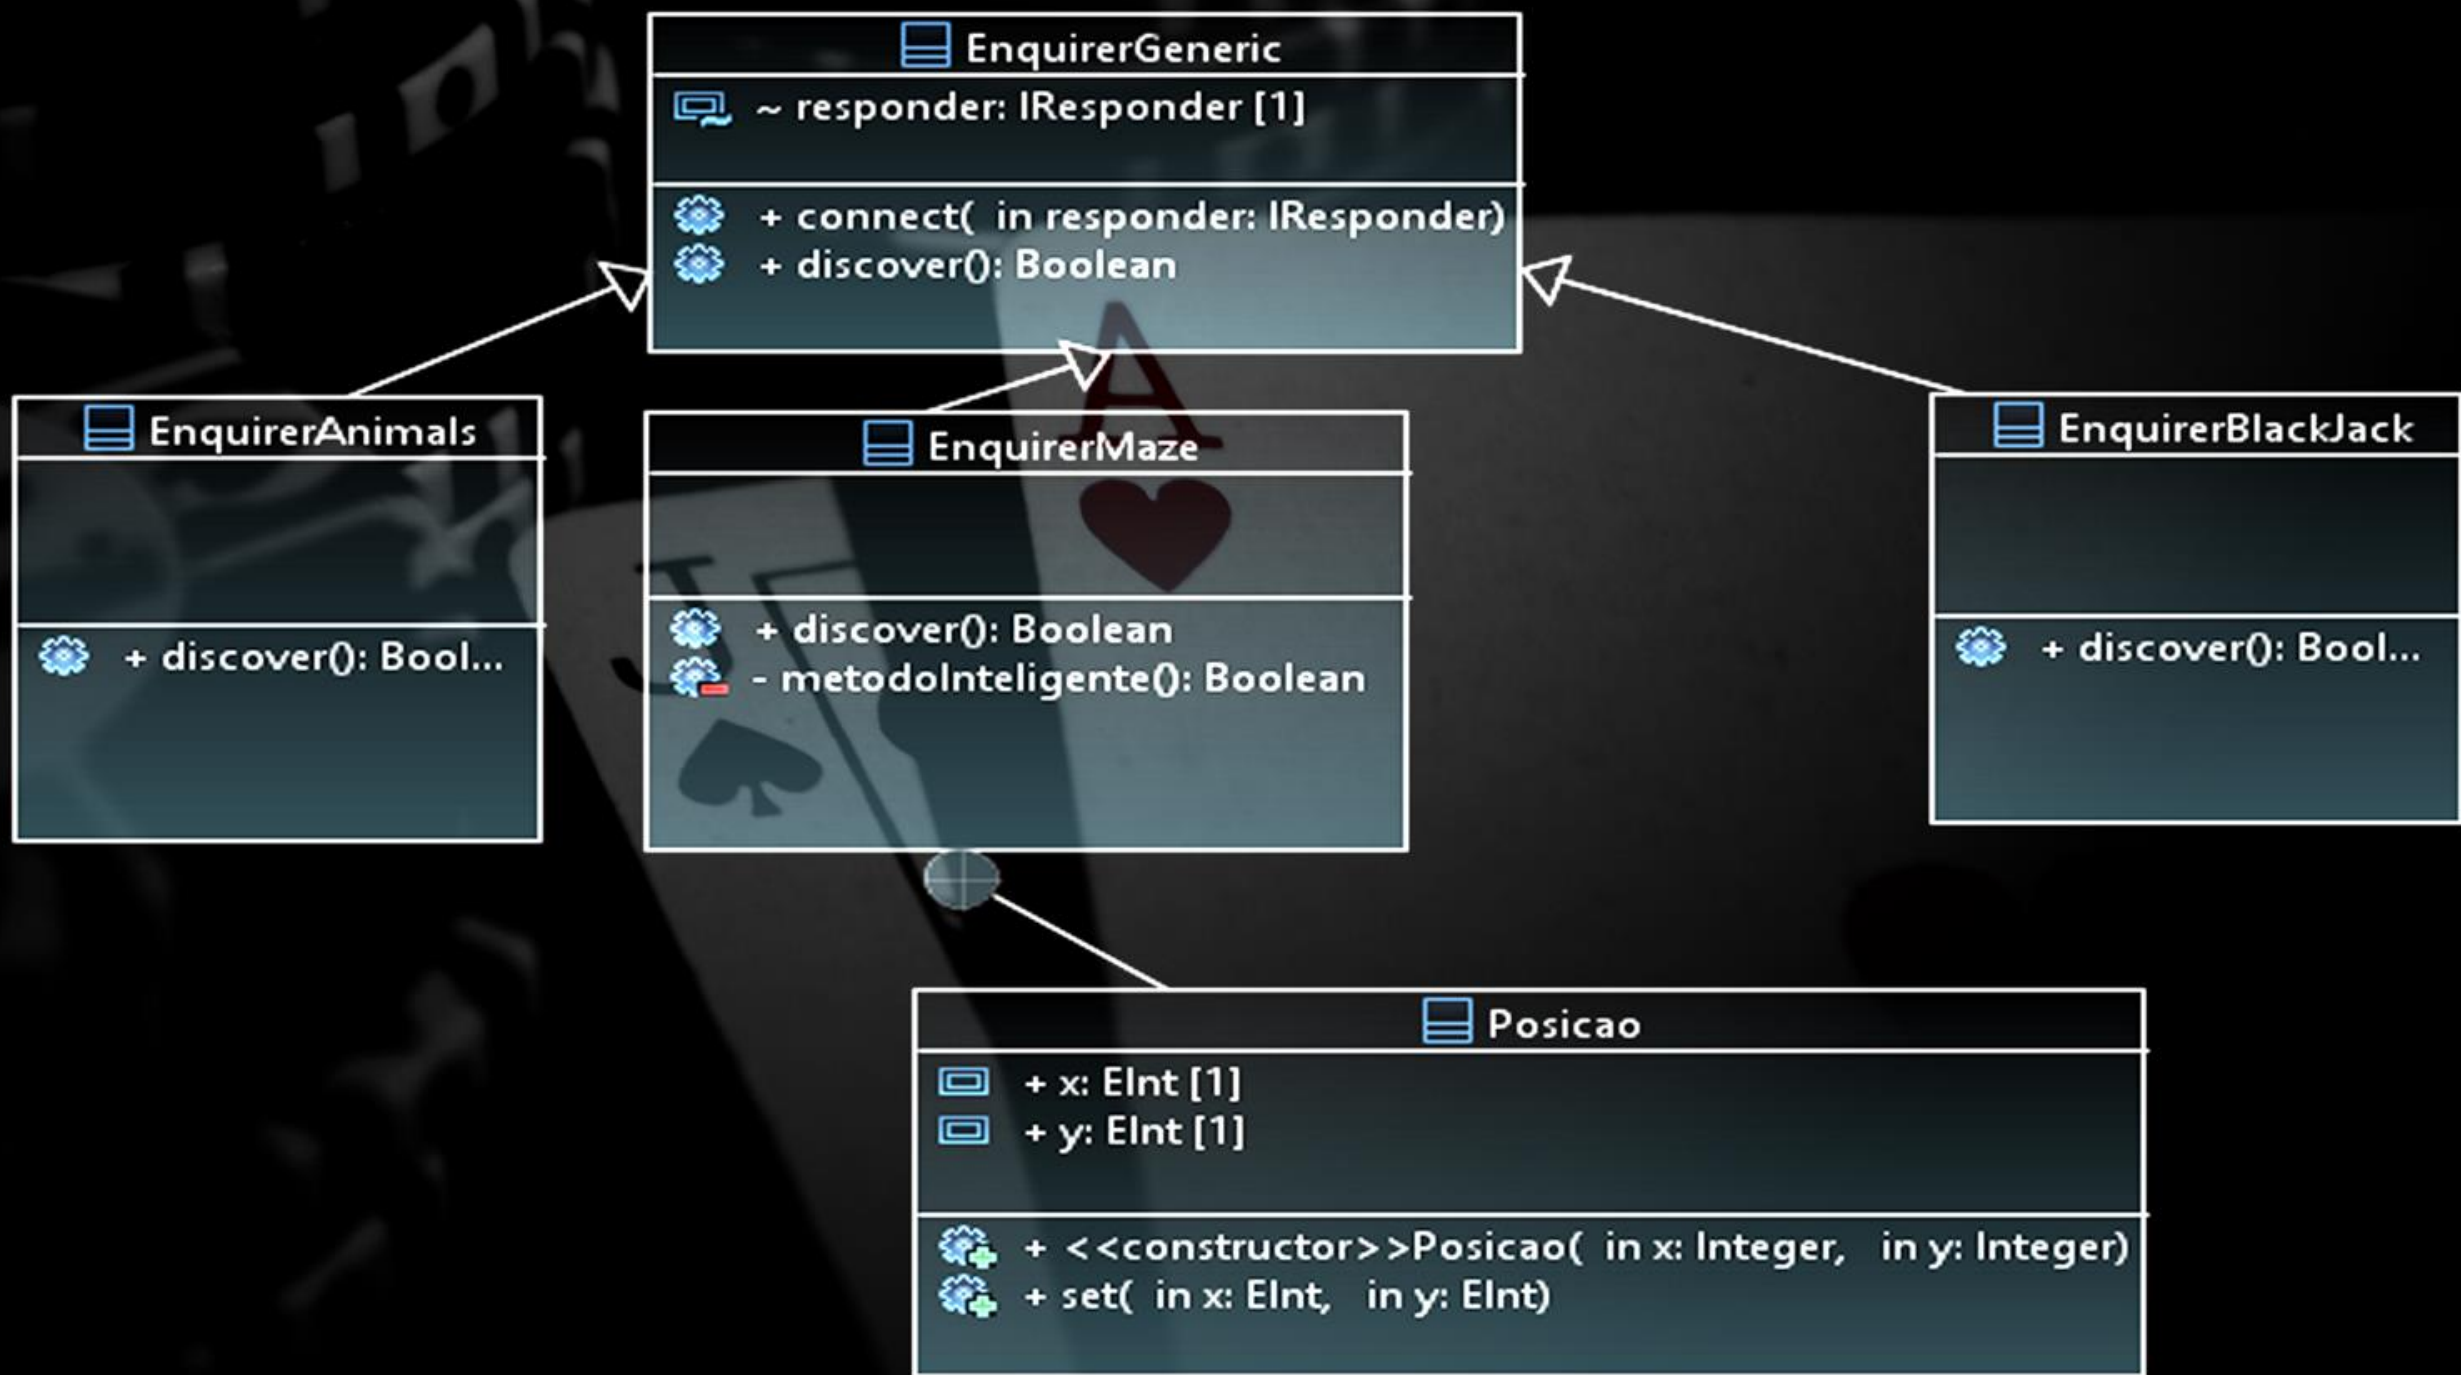 EnquirerGeneric
~ responder: IResponder [1]
+ connect( in responder: IResponder)
+ discover(): Boolean
EnquirerAnimals
+ discover(): Bool...
EnquirerMaze
+ discover(): Boolean
- metodoInteligente(): Boolean
EnquirerBlackJack
+ discover(): Bool...
A
J
Posicao
+ x: EInt [1]
+ y: EInt [1]
+ <<constructor>>Posicao( in x: Integer, in y: Integer)
+ set( in x: EInt, in y: EInt)